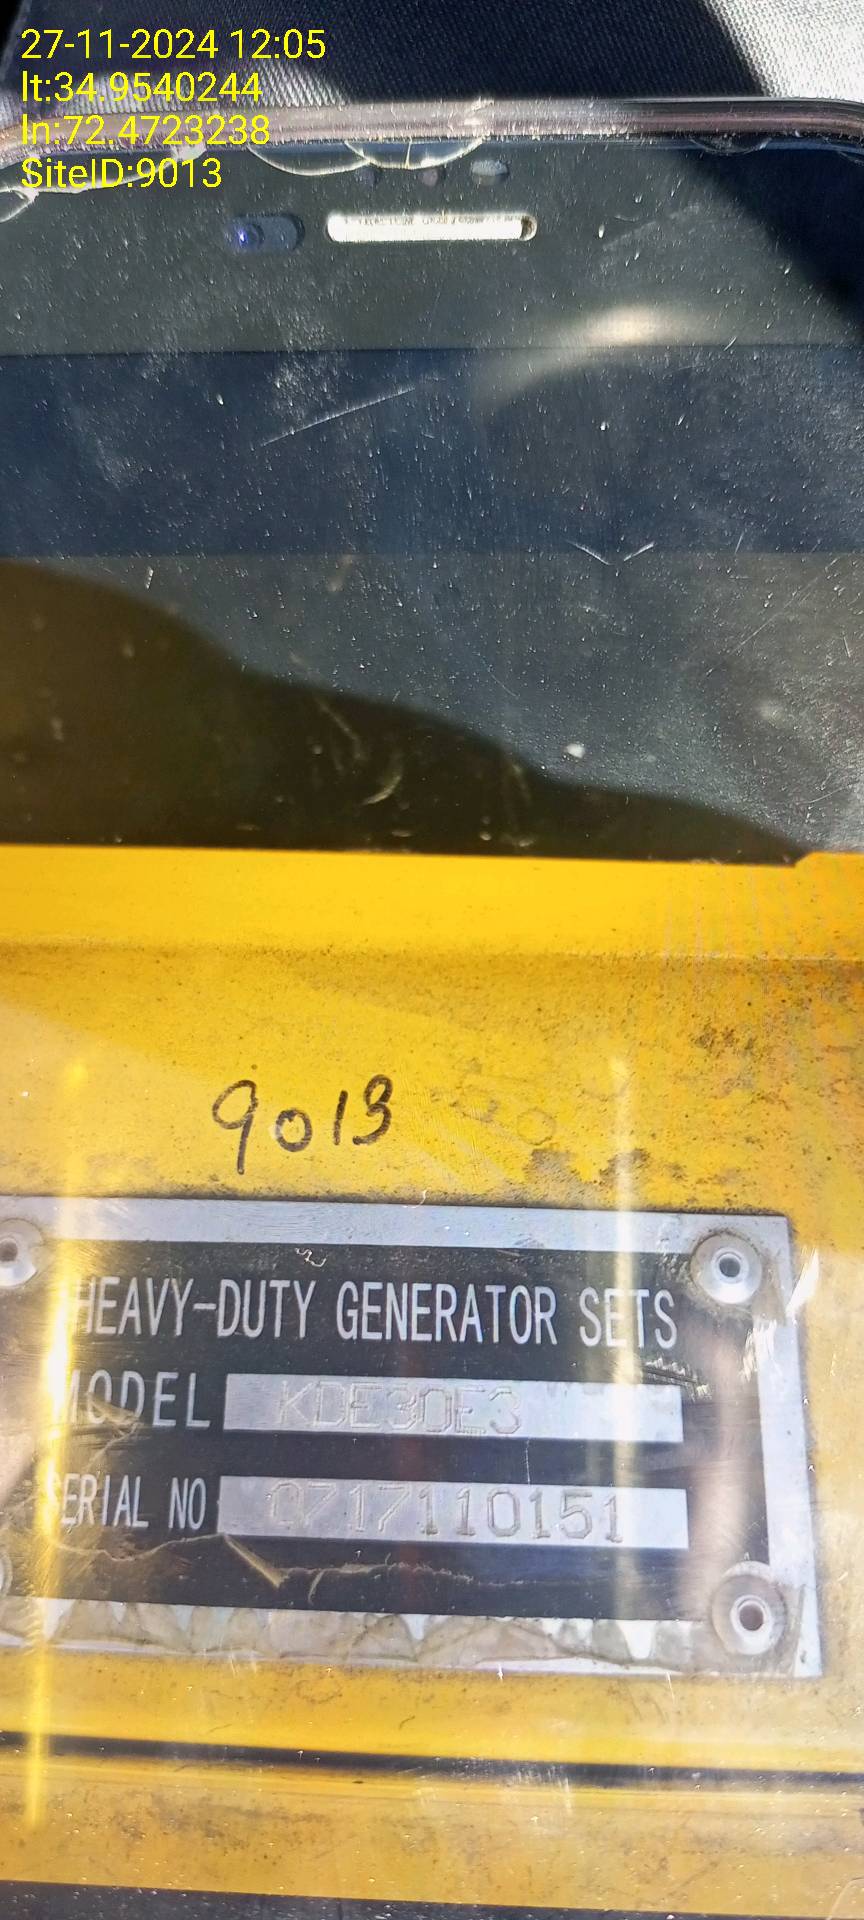 27-11-2024 12:05
lt:34.9540244
ln:72.4723238
SiteID:9013
9013
HEAVY-DUTY GENERATOR SETS
MODEL KDE30E3
SERIAL NO Q717110151